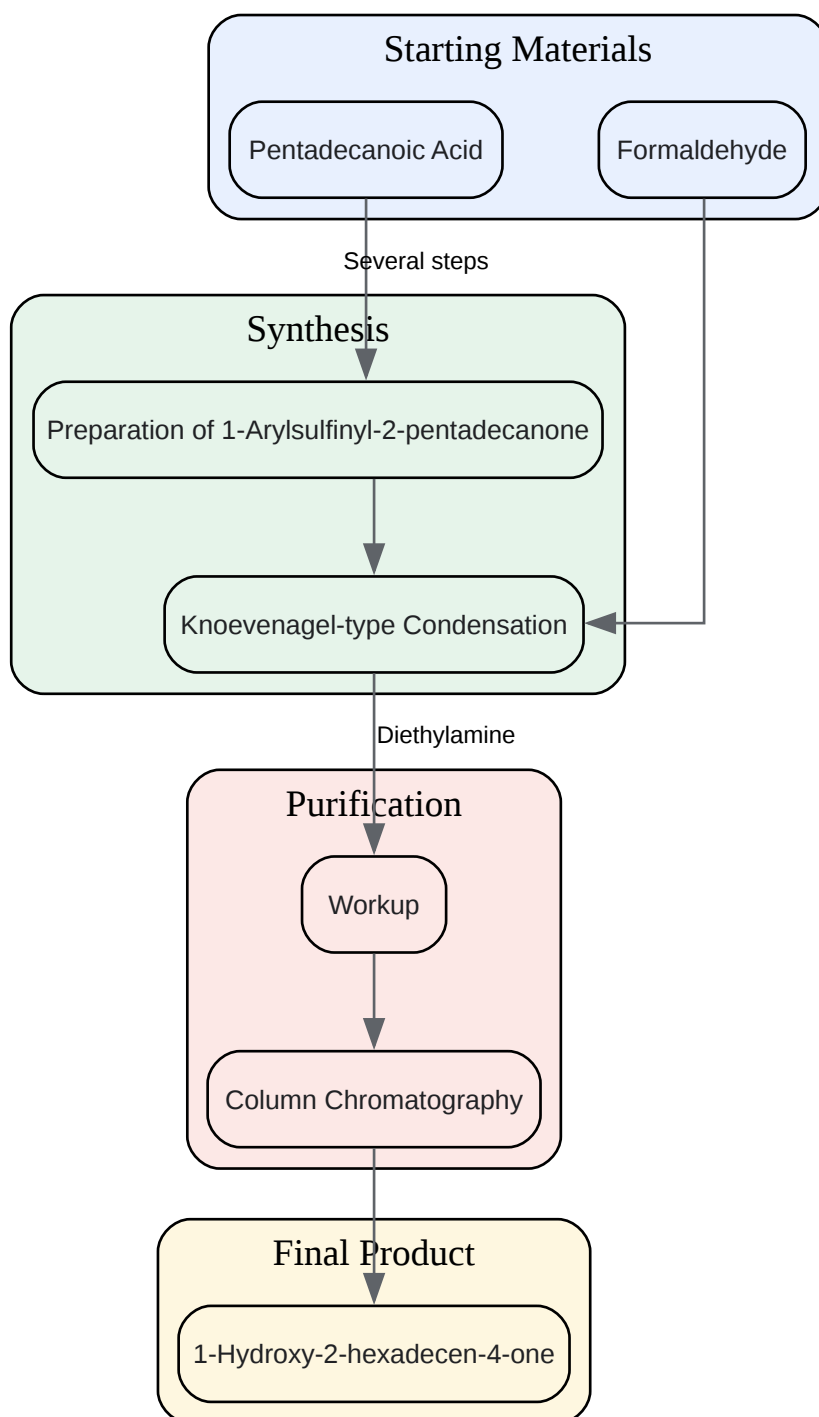 Starting Materials
Pentadecanoic Acid
Formaldehyde
Several steps
Synthesis
Preparation of 1-Arylsulfinyl-2-pentadecanone
Knoevenagel-type Condensation
Diethylamine
Purification
Workup
Column Chromatography
Final Product
1-Hydroxy-2-hexadecen-4-one